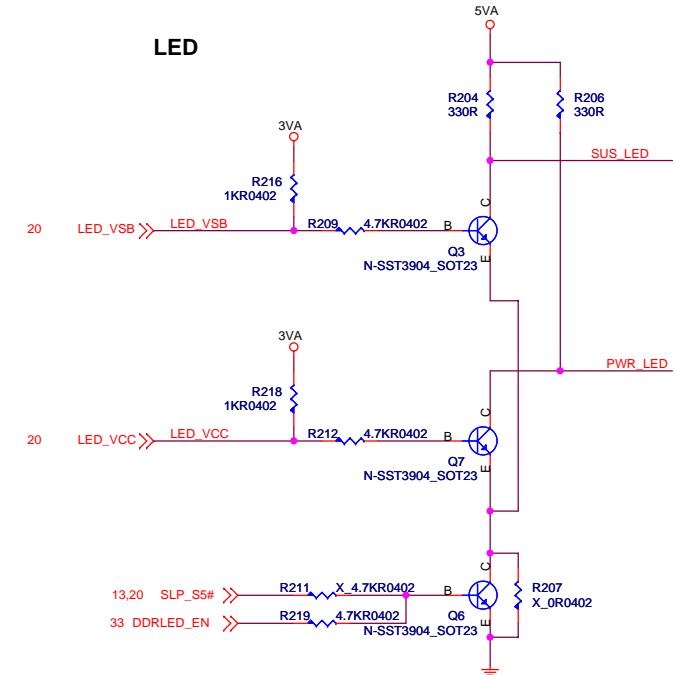 5VA
LED
R204
330R
R206
330R
3VA
SUS_LED
R216
1KR0402
C
20 LED_VSB LED_VSB R209 4.7KR0402 B
Q3
E
N-SST3904_SOT23
3VA
PWR_LED
R218
1KR0402
C
20 LED_VCC LED_VCC R212 4.7KR0402 B
Q7
E
N-SST3904_SOT23
C
13,20 SLP_S5# R211 X_4.7KR0402 B
R207
X_0R0402
33 DDRLED_EN R219 4.7KR0402
Q6
E
N-SST3904_SOT23